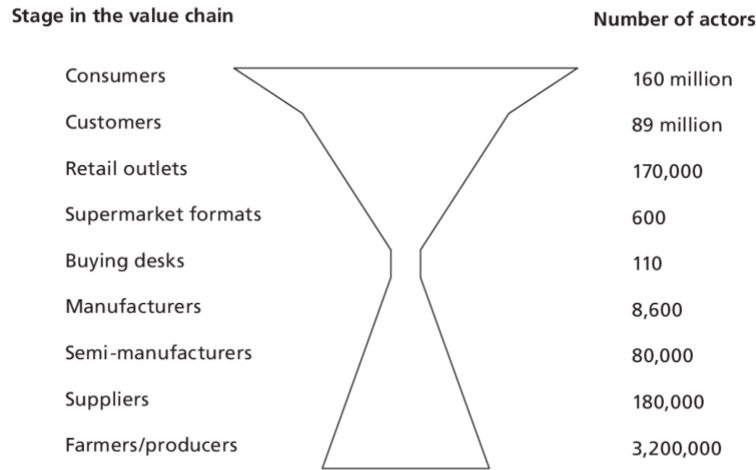 Stage in the value chain Number of actors
Consumers 160 million
Customers 89 million
Retail outlets 170,000
Supermarket formats 600
Buying desks 110
Manufacturers 8,600
Semi-manufacturers 80,000
Suppliers 180,000
Farmers/producers 3,200,000